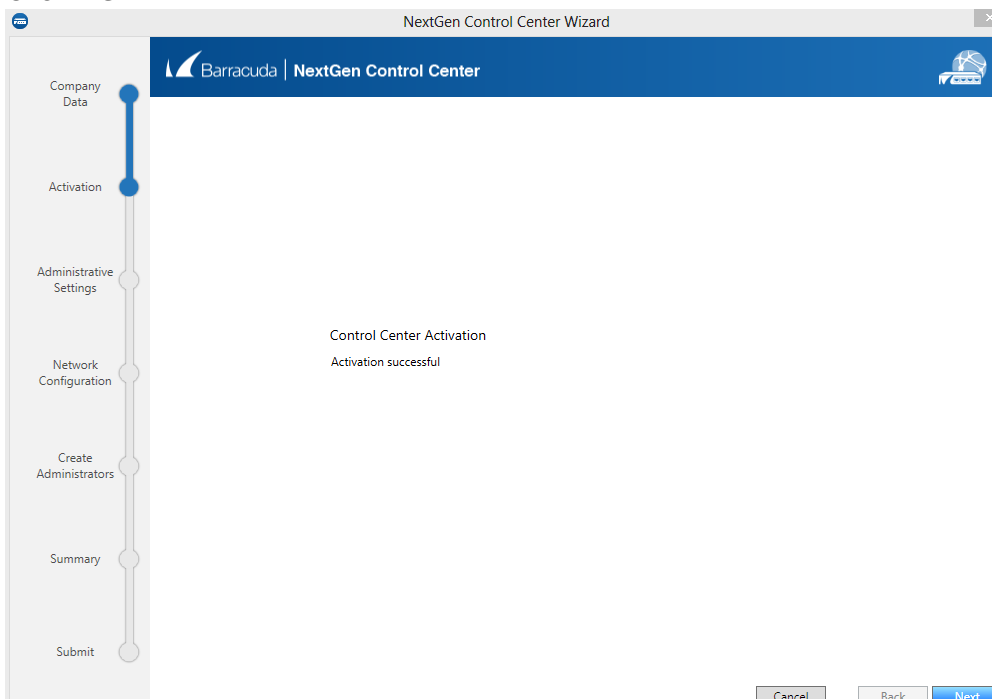 NextGen Control Center Wizard
Barracuda | NextGen Control Center
Company
Data
Activation
Administrative
Settings
Network
Configuration
Create
Administrators
Summary
Submit
Control Center Activation
Activation successful
Cancel
Back
Next